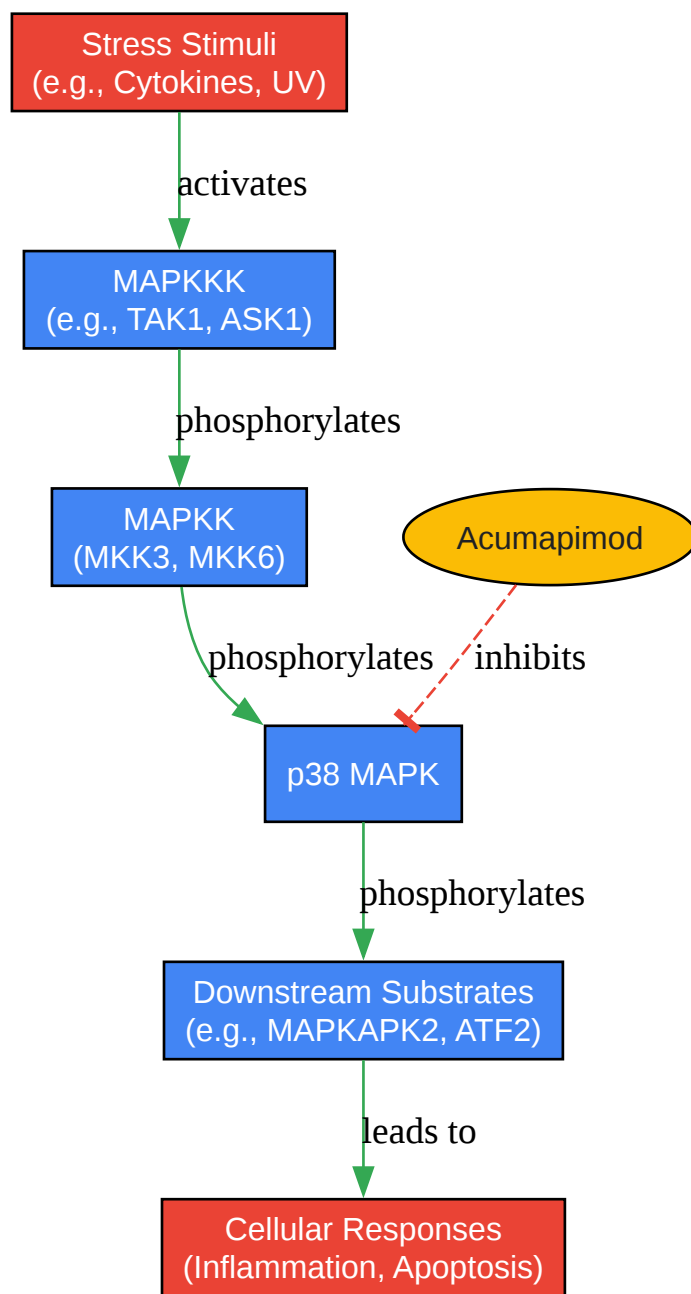 Stress Stimuli
(e.g., Cytokines, UV)
activates
MAPKKK
(e.g., TAK1, ASK1)
phosphorylates
MAPKK
(MKK3, MKK6)
Acumapimod
phosphorylates
inhibits
p38 MAPK
phosphorylates
Downstream Substrates
(e.g., MAPKAPK2, ATF2)
leads to
Cellular Responses
(Inflammation, Apoptosis)